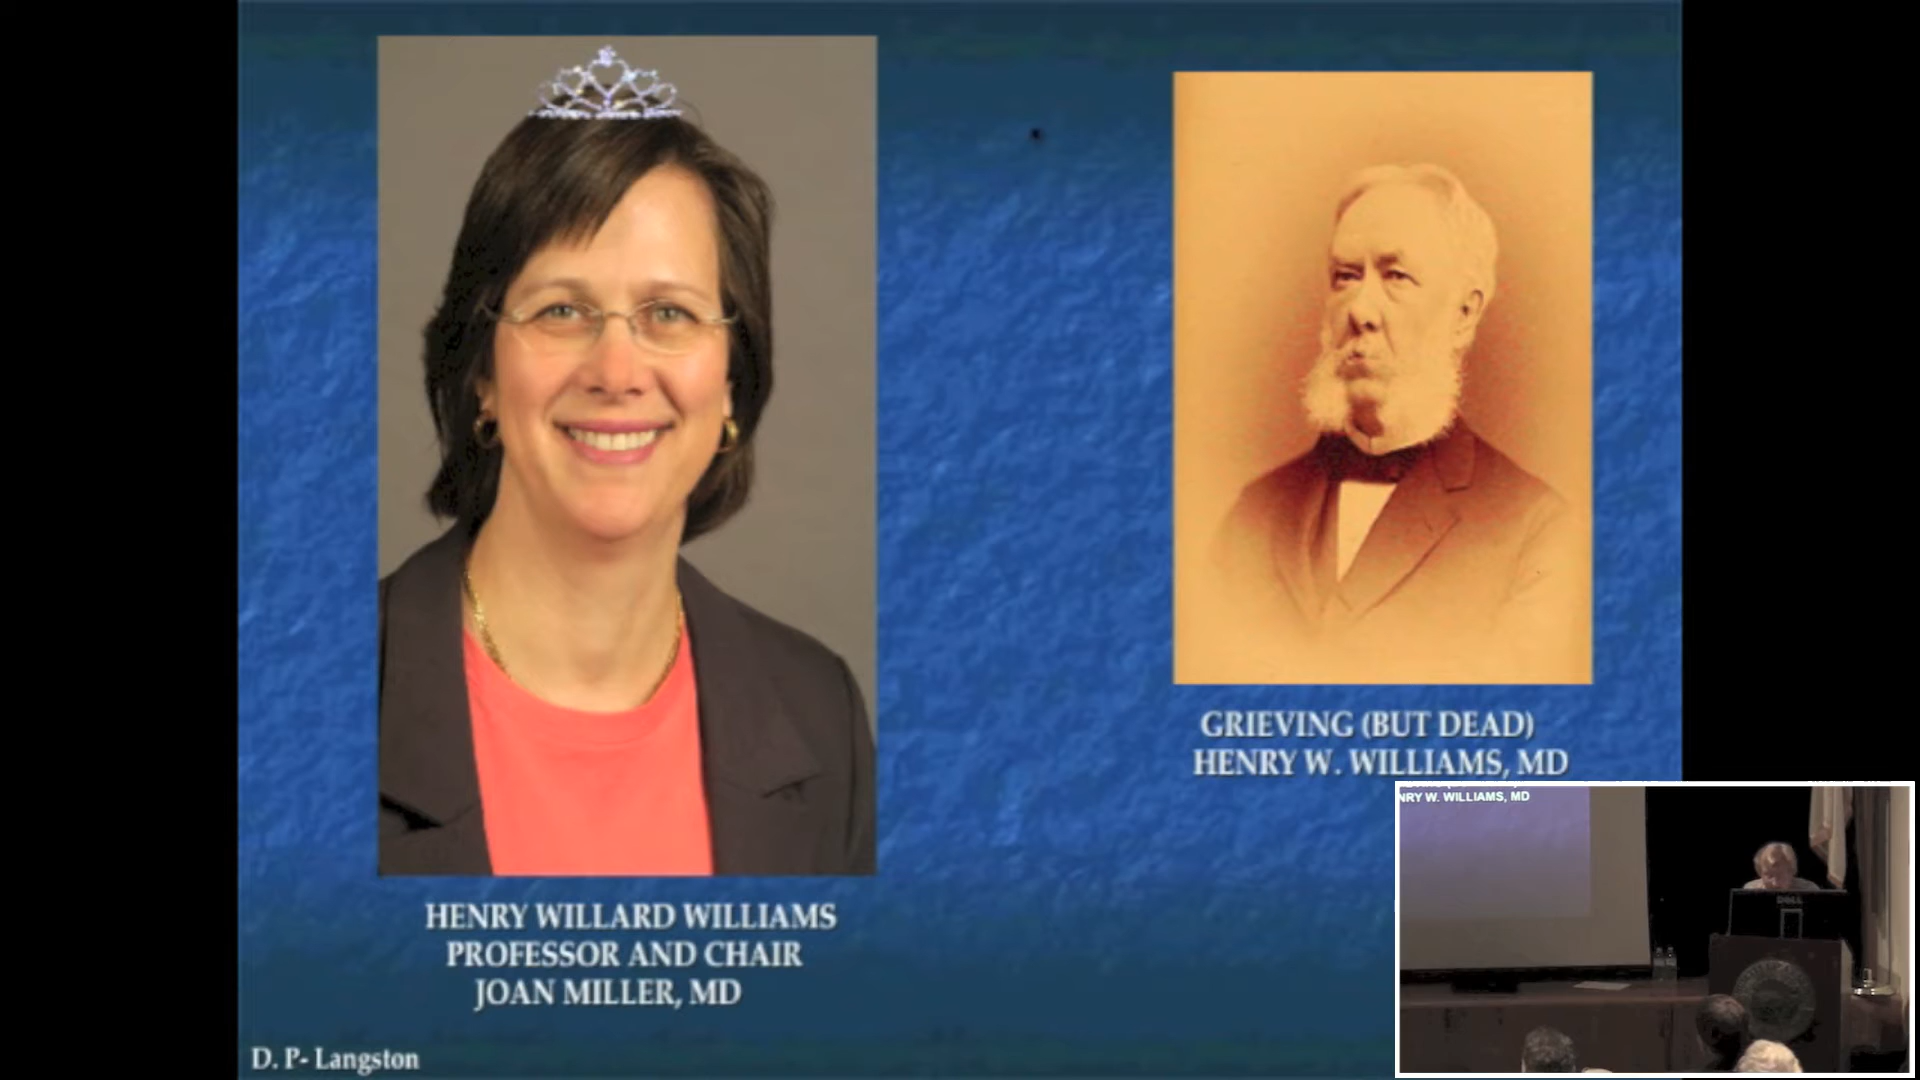 HENRY WILLARD WILLIAMS
PROFESSOR AND CHAIR
JOAN MILLER, MD
GRIEVING (BUT DEAD)
HENRY W. WILLIAMS, MD
D. P- Langston
NRY W. WILLIAMS, MD
DELL